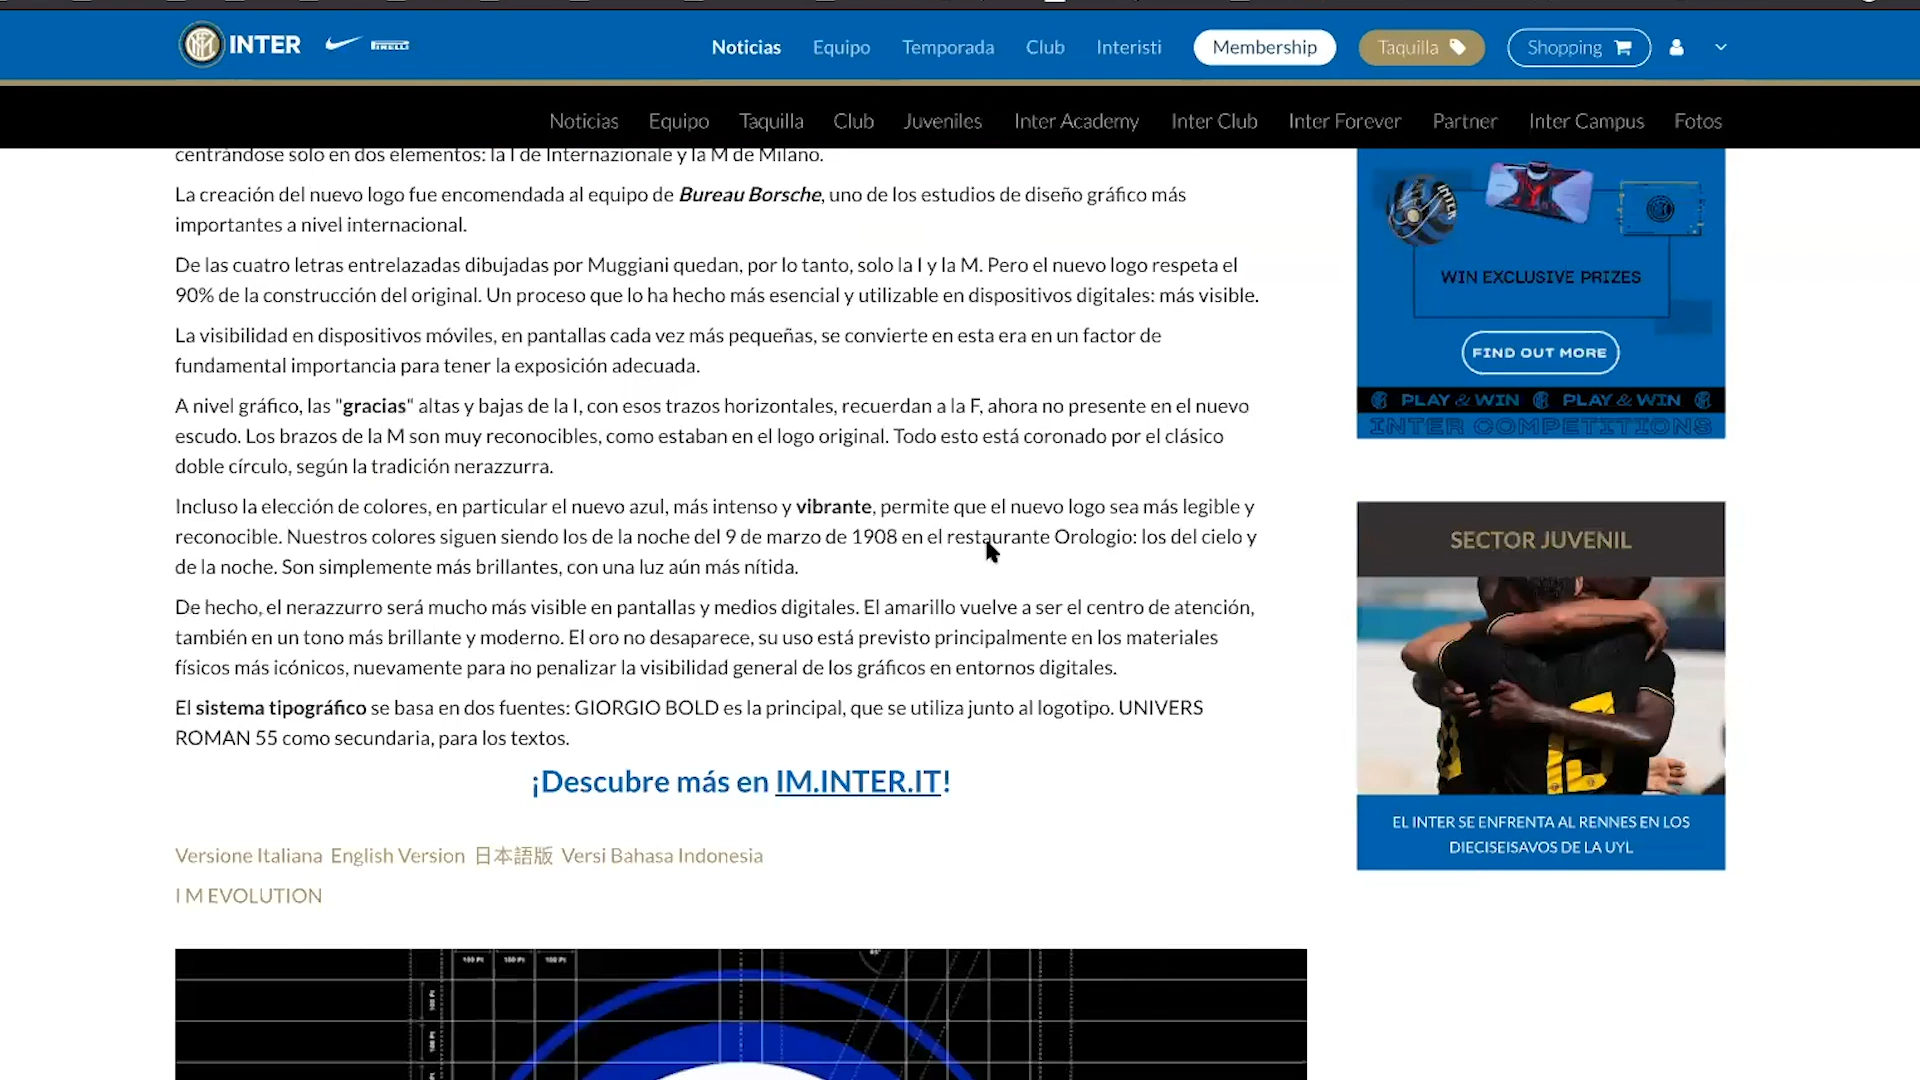 INTER
PIRELLI
Noticias
Equipo
Temporada
Club
Interisti
Membership
Taquilla
Shopping
Noticias
Equipo
Taquilla
Club
Juveniles
Inter Academy
Inter Club
Inter Forever
Partner
Inter Campus
Fotos
centrándose solo en dos elementos: la I de Internazionale y la M de Milano.
La creación del nuevo logo fue encomendada al equipo de Bureau Borsche, uno de los estudios de diseño gráfico más
importantes a nivel internacional.
De las cuatro letras entrelazadas dibujadas por Muggiani quedan, por lo tanto, solo la I y la M. Pero el nuevo logo respeta el
90% de la construcción del original. Un proceso que lo ha hecho más esencial y utilizable en dispositivos digitales: más visible.
La visibilidad en dispositivos móviles, en pantallas cada vez más pequeñas, se convierte en esta era en un factor de
fundamental importancia para tener la exposición adecuada.
A nivel gráfico, las "gracias" altas y bajas de la I, con esos trazos horizontales, recuerdan a la F, ahora no presente en el nuevo
escudo. Los brazos de la M son muy reconocibles, como estaban en el logo original. Todo esto está coronado por el clásico
doble círculo, según la tradición nerazzurra.
Incluso la elección de colores, en particular el nuevo azul, más intenso y vibrante, permite que el nuevo logo sea más legible y
reconocible. Nuestros colores siguen siendo los de la noche del 9 de marzo de 1908 en el restaurante Orologio: los del cielo y
de la noche. Son simplemente más brillantes, con una luz aún más nítida.
De hecho, el nerazzurro será mucho más visible en pantallas y medios digitales. El amarillo vuelve a ser el centro de atención,
también en un tono más brillante y moderno. El oro no desaparece, su uso está previsto principalmente en los materiales
físicos más icónicos, nuevamente para no penalizar la visibilidad general de los gráficos en entornos digitales.
El sistema tipográfico se basa en dos fuentes: GIORGIO BOLD es la principal, que se utiliza junto al logotipo. UNIVERS
ROMAN 55 como secundaria, para los textos.
¡Descubre más en IM.INTER.IT!
Versione Italiana English Version 日本語版 Versi Bahasa Indonesia
I M EVOLUTION
100 Pt 100 Pt 100 Pt
100 Pt
100 Pt
INTER
WIN EXCLUSIVE PRIZES
FIND OUT MORE
PLAY & WIN PLAY & WIN
INTER COMPETITIONS
SECTOR JUVENIL
EL INTER SE ENFRENTA AL RENNES EN LOS
DIECISEISAVOS DE LA UYL